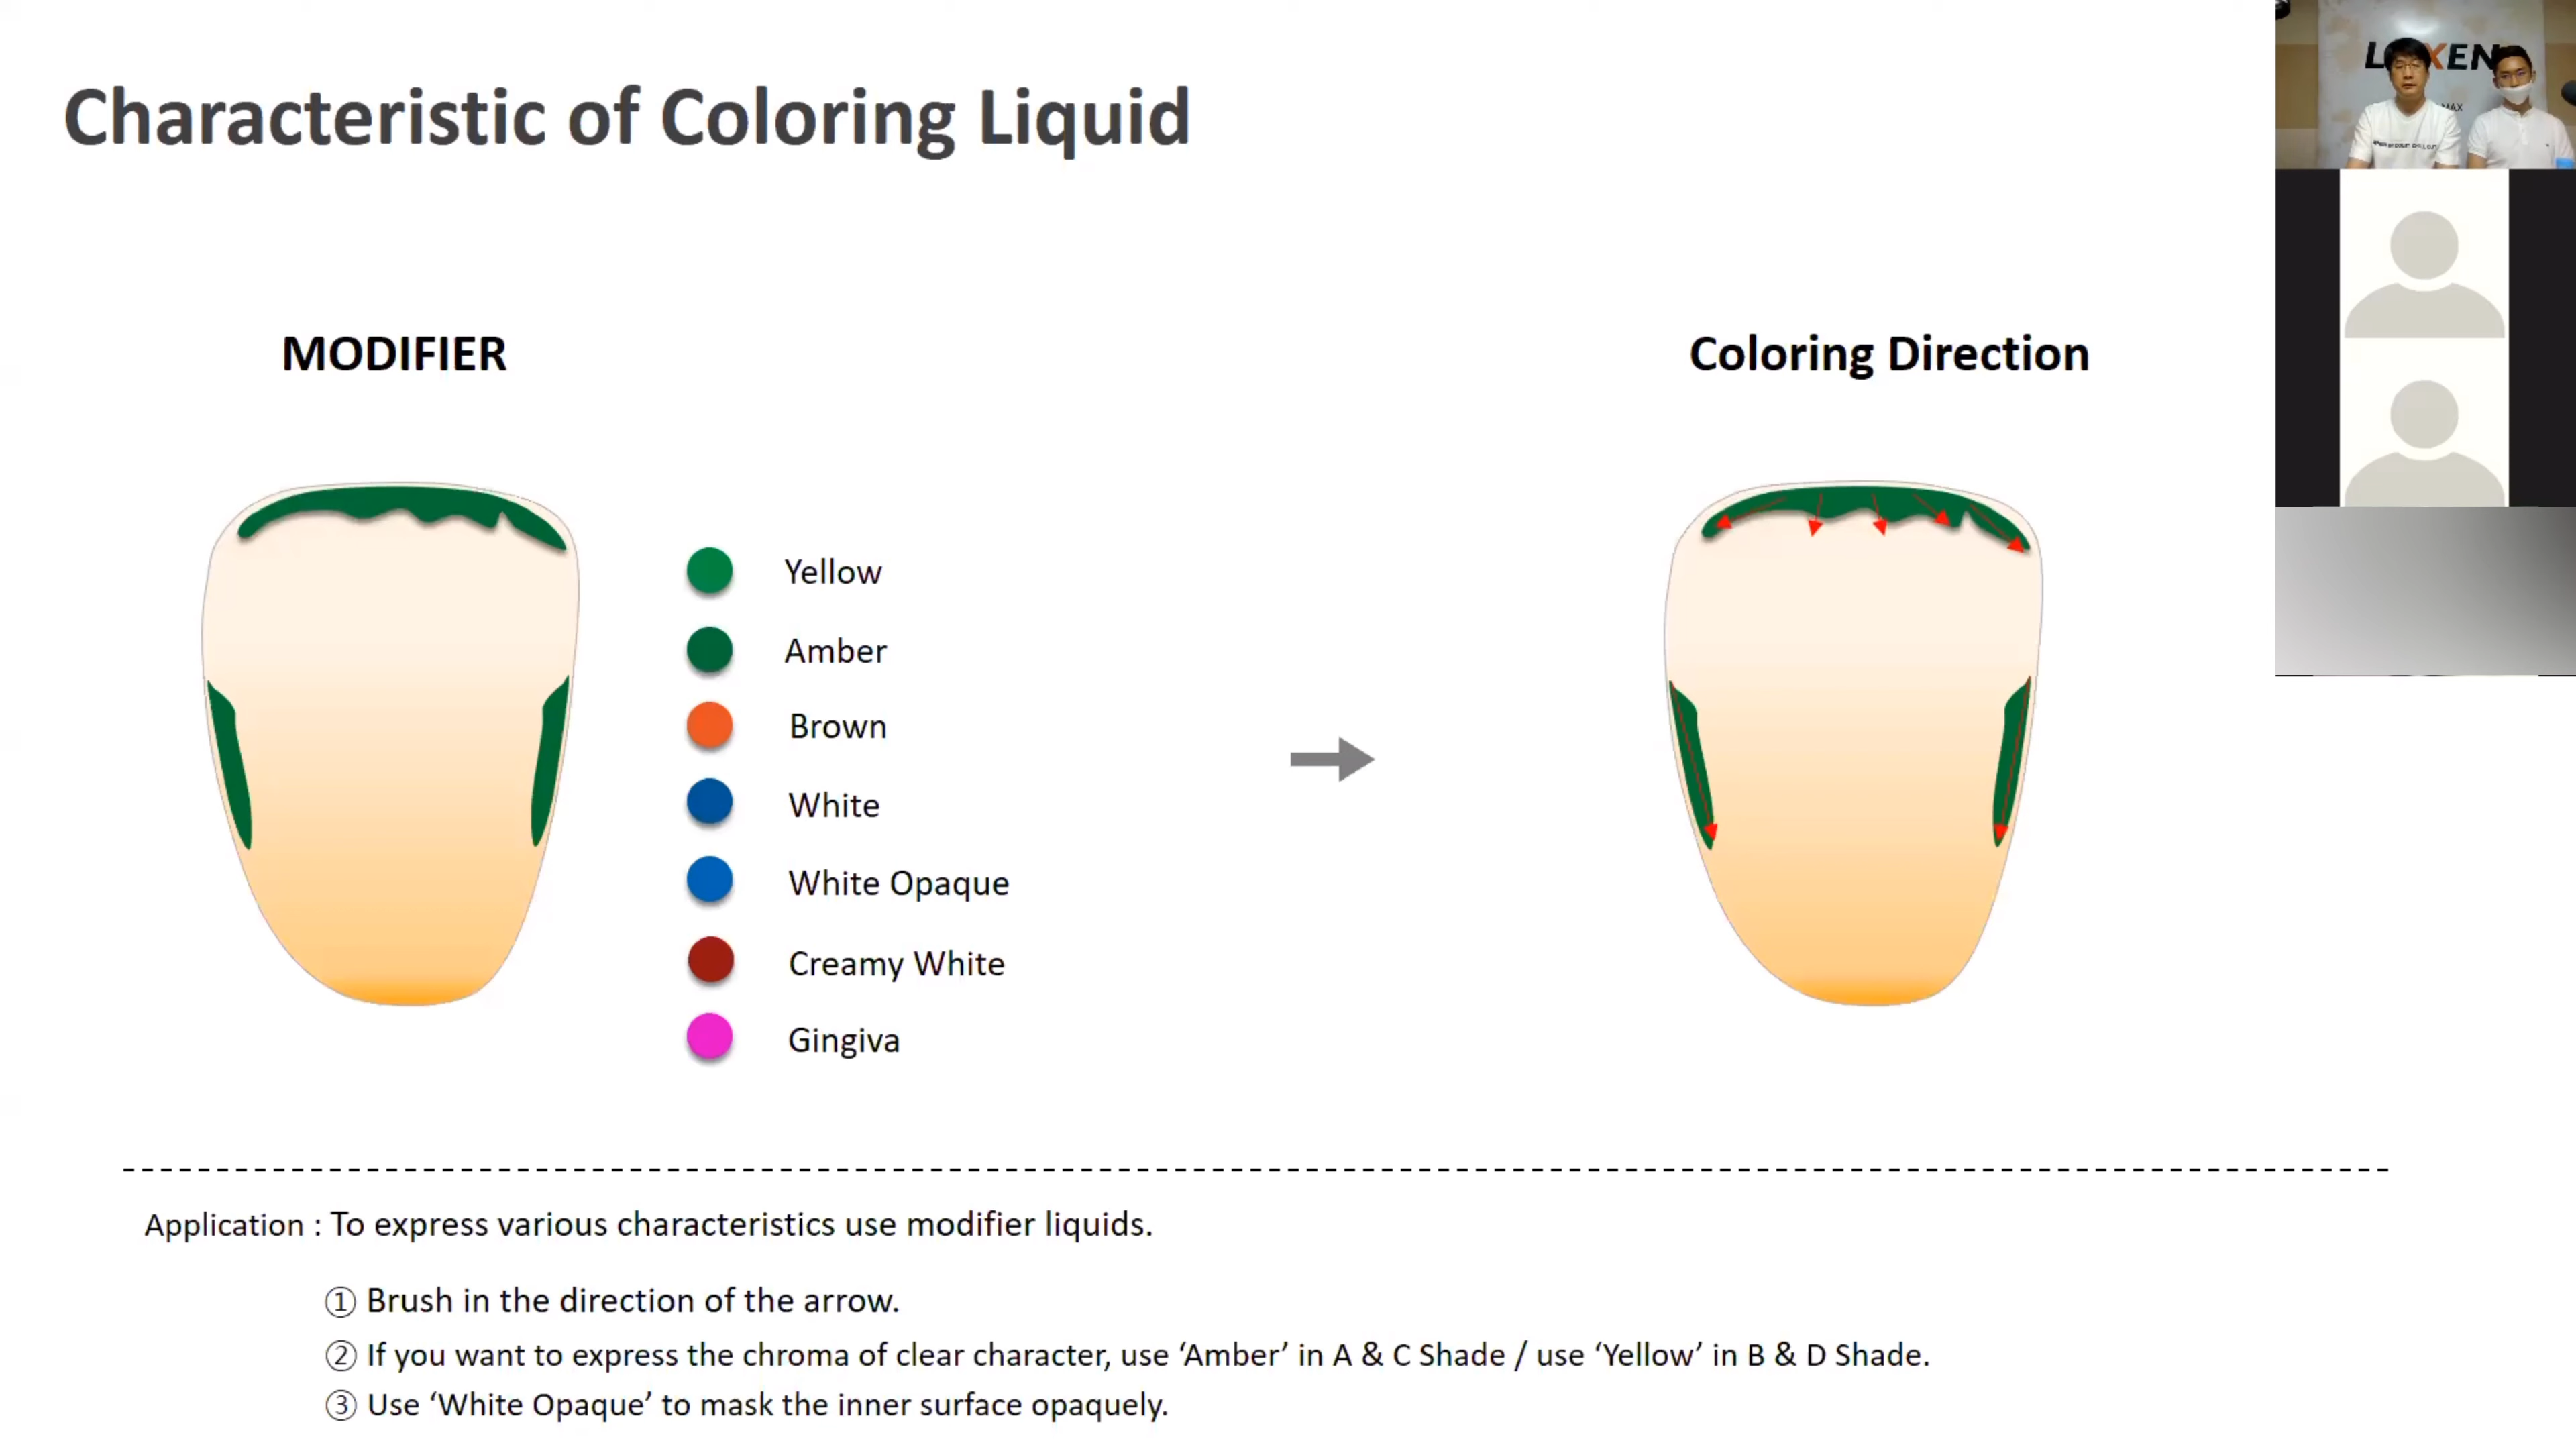 Characteristic of Coloring Liquid
MODIFIER
Coloring Direction
Yellow
Amber
Brown
White
White Opaque
Creamy White
Gingiva
Application : To express various characteristics use modifier liquids.
① Brush in the direction of the arrow.
② If you want to express the chroma of clear character, use ‘Amber’ in A & C Shade / use ‘Yellow’ in B & D Shade.
③ Use ‘White Opaque’ to mask the inner surface opaquely.